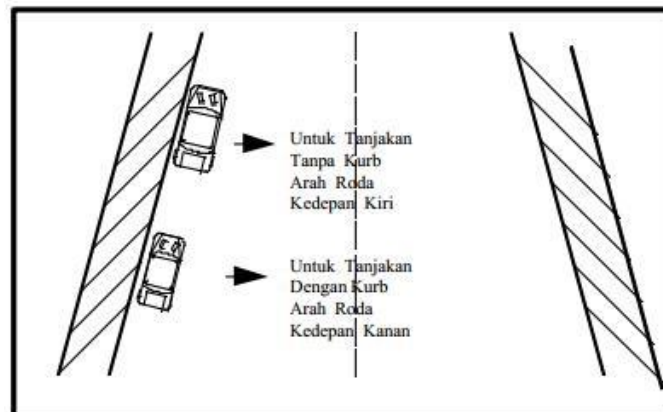 Untuk Tanjakan
Tanpa Kurb
Arah Roda
Kedepan Kiri
Untuk Tanjakan
Dengan Kurb
Arah Roda
Kedepan Kanan